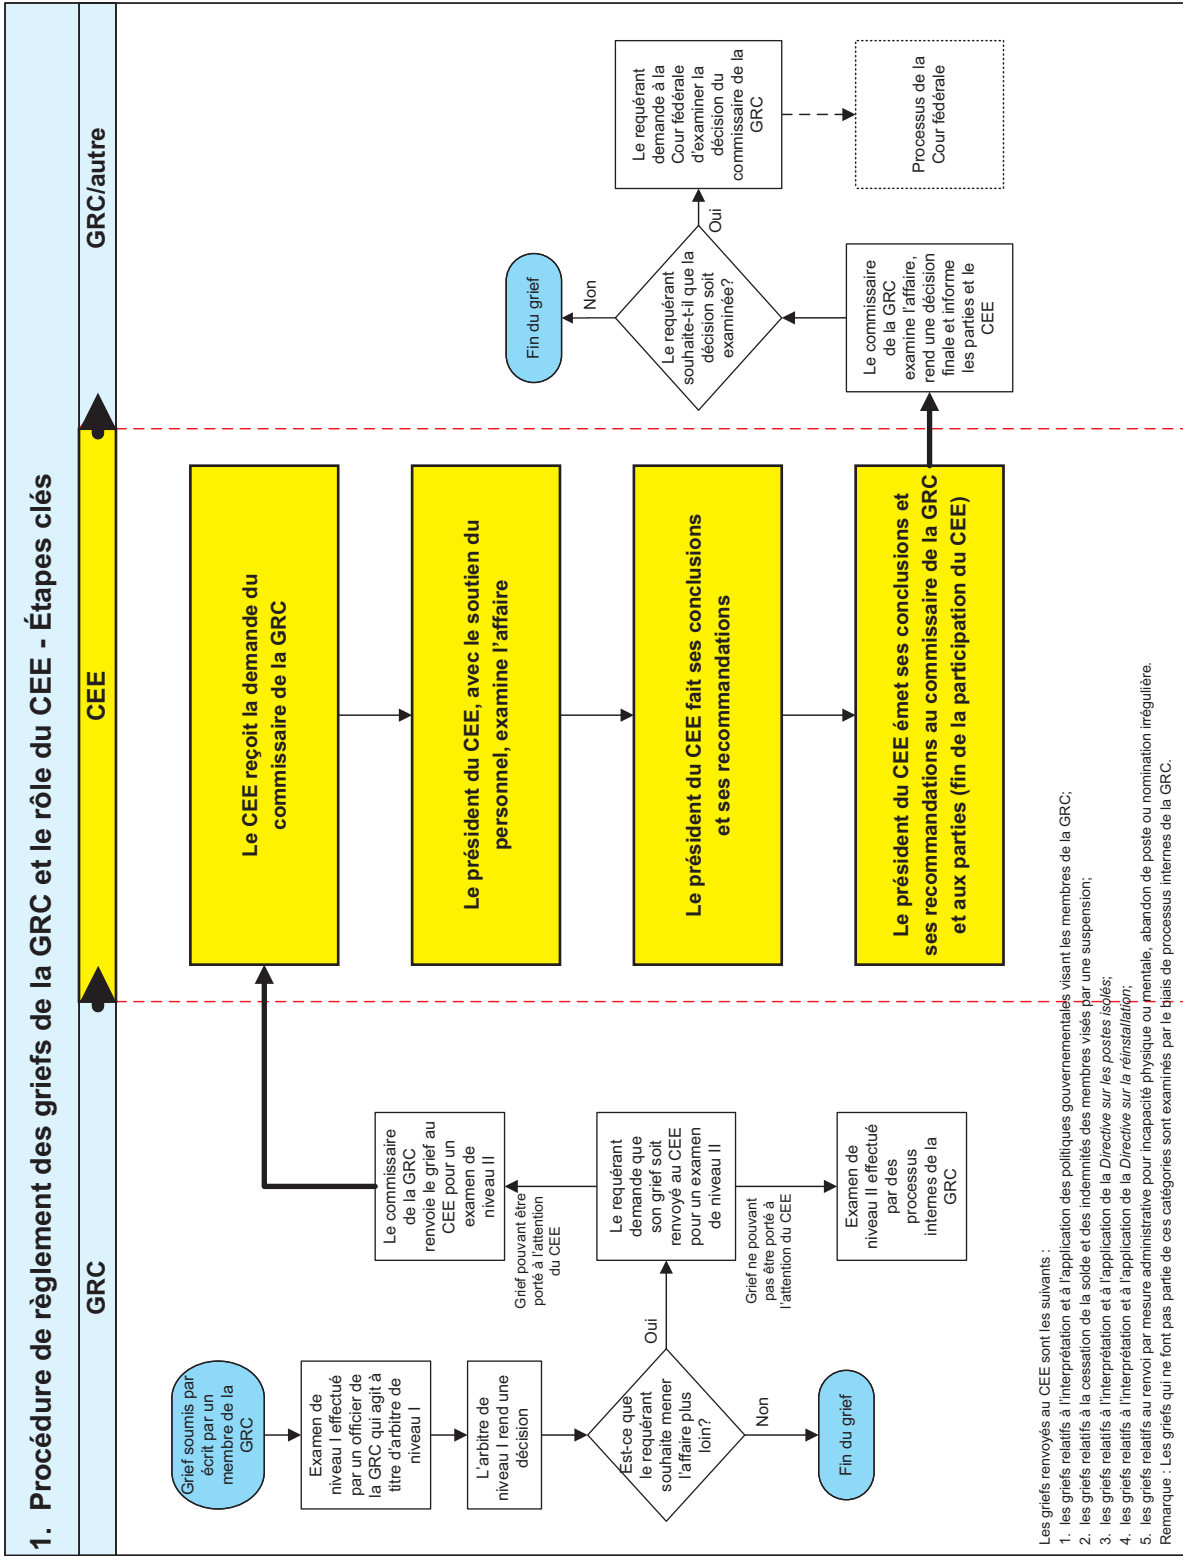 1. Procédure de règlement des griefs de la GRC et le rôle du CEE - Étapes clés
GRC
CEE
GRC/autre
Grief soumis par
écrit par un
membre de la
GRC
Examen de
niveau I effectué
par un officier de
la GRC qui agit à
titre d'arbitre de
niveau I
L'arbitre de
niveau I rend une
décision
Est-ce que
le requérant
souhaite mener
l'affaire plus
loin?
Oui
Non
Fin du grief
Le requérant
demande que
son grief soit
renvoyé au CEE
pour un examen
de niveau II
Grief pouvant être
porté à l'attention
du CEE
Le commissaire
de la GRC
renvoie le grief au
CEE pour un
examen de
niveau II
Grief ne pouvant
pas être porté à
l'attention du CEE
Examen de
niveau II effectué
par des
processus
internes de la
GRC
Le CEE reçoit la demande du
commissaire de la GRC
Le président du CEE, avec le soutien du
personnel, examine l'affaire
Le président du CEE fait ses conclusions
et ses recommandations
Le président du CEE émet ses conclusions et
ses recommandations au commissaire de la GRC
et aux parties (fin de la participation du CEE)
Le commissaire
de la GRC
examine l'affaire,
rend une décision
finale et informe
les parties et le
CEE
Le requérant
souhaite-t-il que la
décision soit
examinée?
Non
Fin du grief
Oui
Le requérant
demande à la
Cour fédérale
d'examiner la
décision du
commissaire de la
GRC
Processus de la
Cour fédérale
Les griefs renvoyés au CEE sont les suivants :
1. les griefs relatifs à l'interprétation et à l'application des politiques gouvernementales visant les membres de la GRC;
2. les griefs relatifs à la cessation de la solde et des indemnités des membres visés par une suspension;
3. les griefs relatifs à l'interprétation et à l'application de la Directive sur les postes isolés;
4. les griefs relatifs à l'interprétation et à l'application de la Directive sur la réinstallation;
5. les griefs relatifs au renvoi par mesure administrative pour incapacité physique ou mentale, abandon de poste ou nomination irrégulière.
Remarque : Les griefs qui ne font pas partie de ces catégories sont examinés par le biais de processus internes de la GRC.